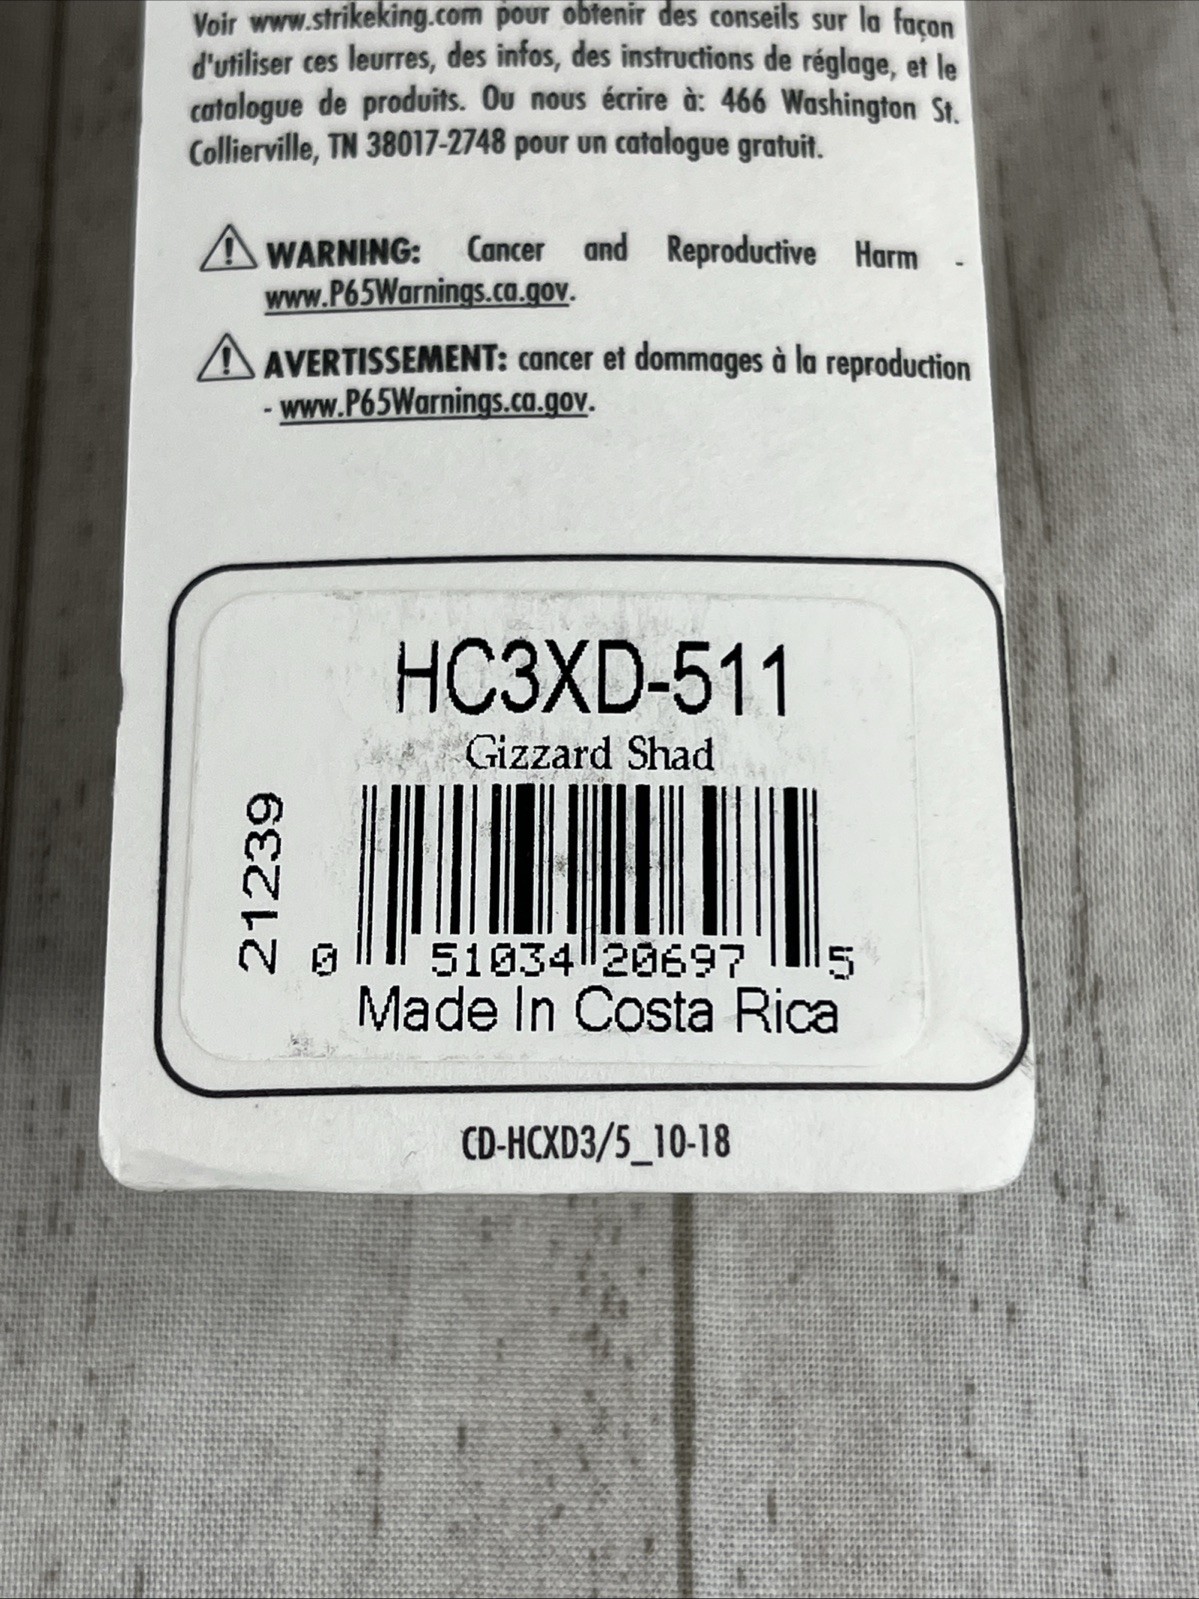 Voir www.strikeking.com pour obtenir des conseils sur la façon
d'utiliser ces leurres, des infos, des instructions de réglage, et le
catalogue de produits. Ou nous écrire à: 466 Washington St.
Collierville, TN 38017-2748 pour un catalogue gratuit.
WARNING: Cancer and Reproductive Harm -
www.P65Warnings.ca.gov.
AVERTISSEMENT: cancer et dommages à la reproduction
- www.P65Warnings.ca.gov.
HC3XD-511
Gizzard Shad
21239
0 51034 20697 5
Made In Costa Rica
CD-HCXD3/5_10-18